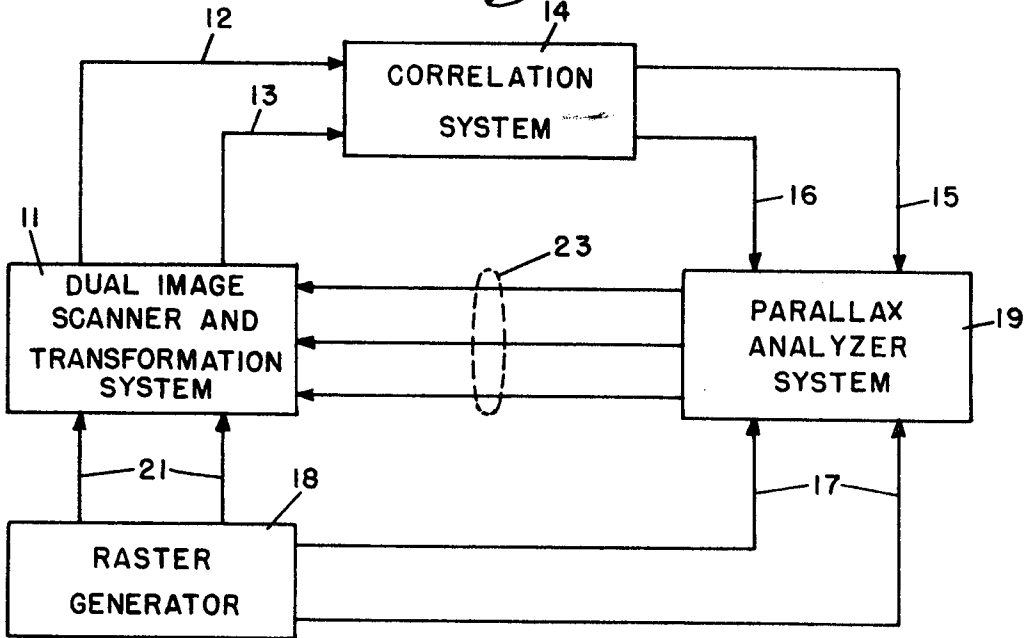 12
14
CORRELATION
SYSTEM
13
16
15
11
DUAL IMAGE
SCANNER AND
TRANSFORMATION
SYSTEM
23
PARALLAX
ANALYZER
SYSTEM
19
21
18
17
RASTER
GENERATOR